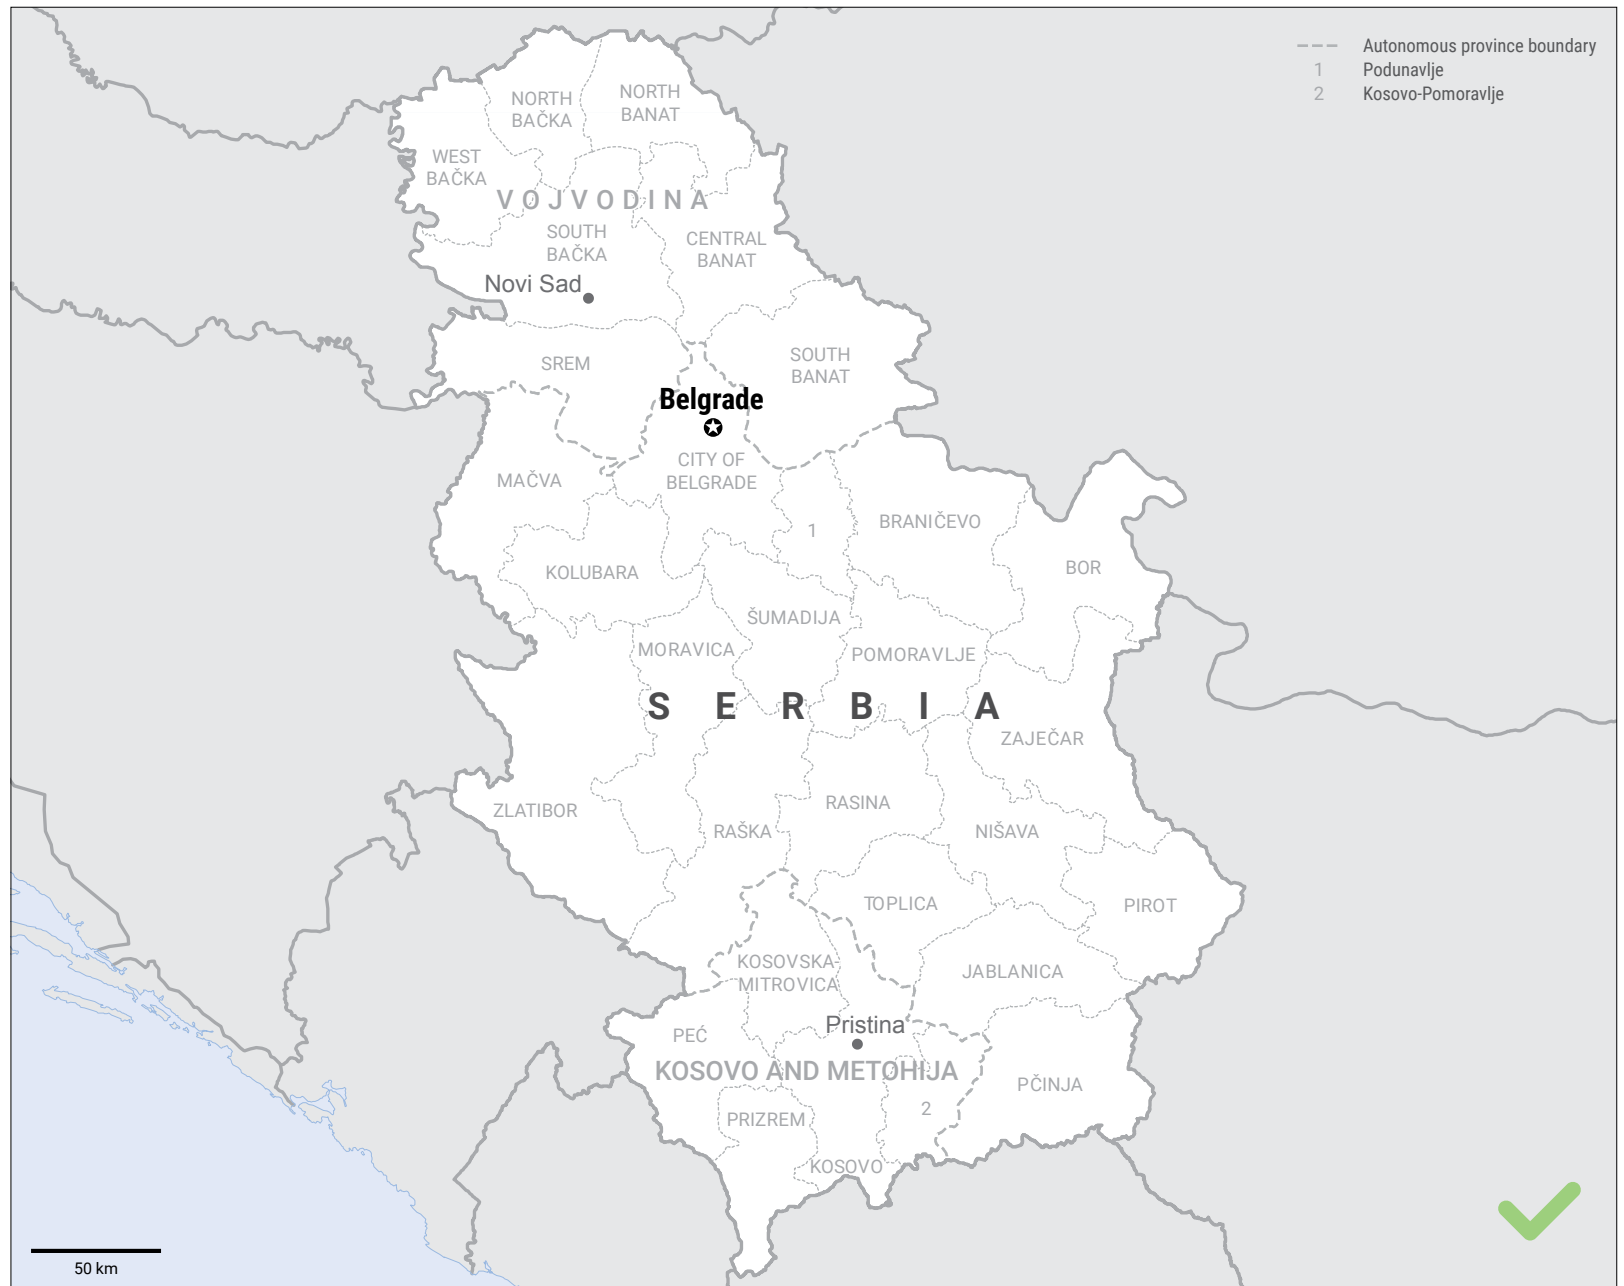 Autonomous province boundary
1 Podunavlje
2 Kosovo-Pomoravlje
NORTH
BAČKA
NORTH
BANAT
WEST
BAČKA
VOJVODINA
SOUTH
BAČKA
CENTRAL
BANAT
Novi Sad
SREM
SOUTH
BANAT
Belgrade
CITY OF
BELGRADE
MAČVA
1
BRANIČEVO
KOLUBARA
BOR
ŠUMADIJA
MORAVICA
POMORAVLJE
SERBIA
ZAJEČAR
ZLATIBOR
RASINA
RAŠKA
NIŠAVA
TOPLICA
PIROT
KOSOVSKA-
MITROVICA
JABLANICA
Pristina
PEĆ
KOSOVO AND METOHIJA
PČINJA
2
PRIZREM
KOSOVO
50 km